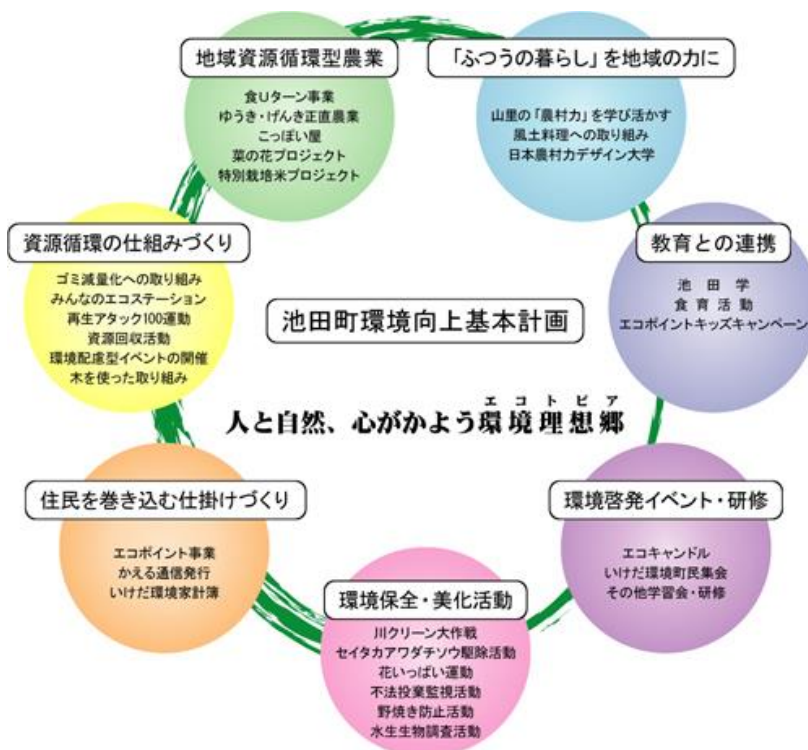 地域資源循環型農業
食Uターン事業
ゆうき・げんき正直農業
こっぽい屋
菜の花プロジェクト
特別栽培米プロジェクト
「ふつうの暮らし」を地域の力に
山里の「農村力」を学び活かす
風土料理への取り組み
日本農村力デザイン大学
資源循環の仕組みづくり
ゴミ減量化への取り組み
みんなのエコステーション
再生アタック100運動
資源回収活動
環境配慮型イベントの開催
木を使った取り組み
教育との連携
池田学
食育活動
エコポイントキッズキャンペーン
池田町環境向上基本計画
エコトピア
人と自然、心がかよう環境理想郷
住民を巻き込む仕掛けづくり
エコポイント事業
かえる通信発行
いけだ環境家計簿
環境保全・美化活動
川クリーン大作戦
セイタカアワダチソウ駆除活動
花いっぱい運動
不法投棄監視活動
野焼き防止活動
水生生物調査活動
環境啓発イベント・研修
エコキャンドル
いけだ環境町民集会
その他学習会・研修